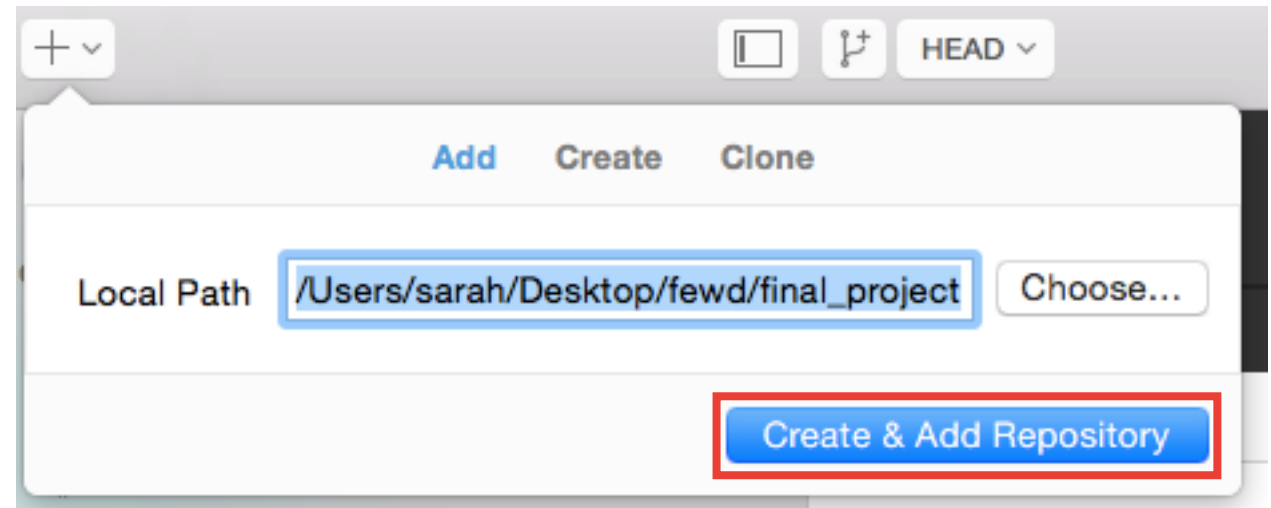 HEAD
Add Create Clone
Local Path /Users/sarah/Desktop/fewd/final_project Choose...
Create & Add Repository